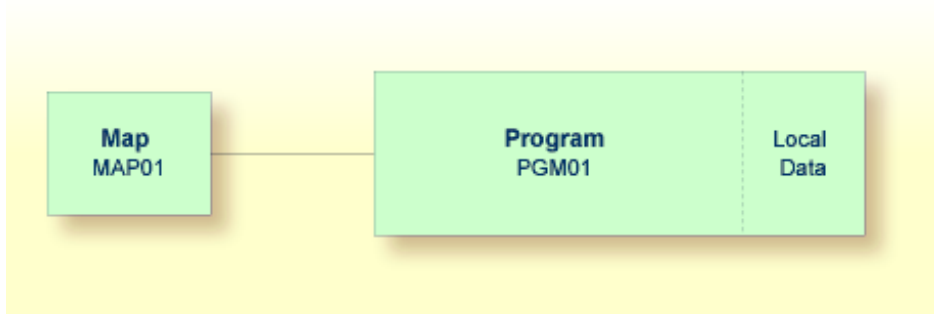 Map
MAP01
Program
PGM01
Local
Data